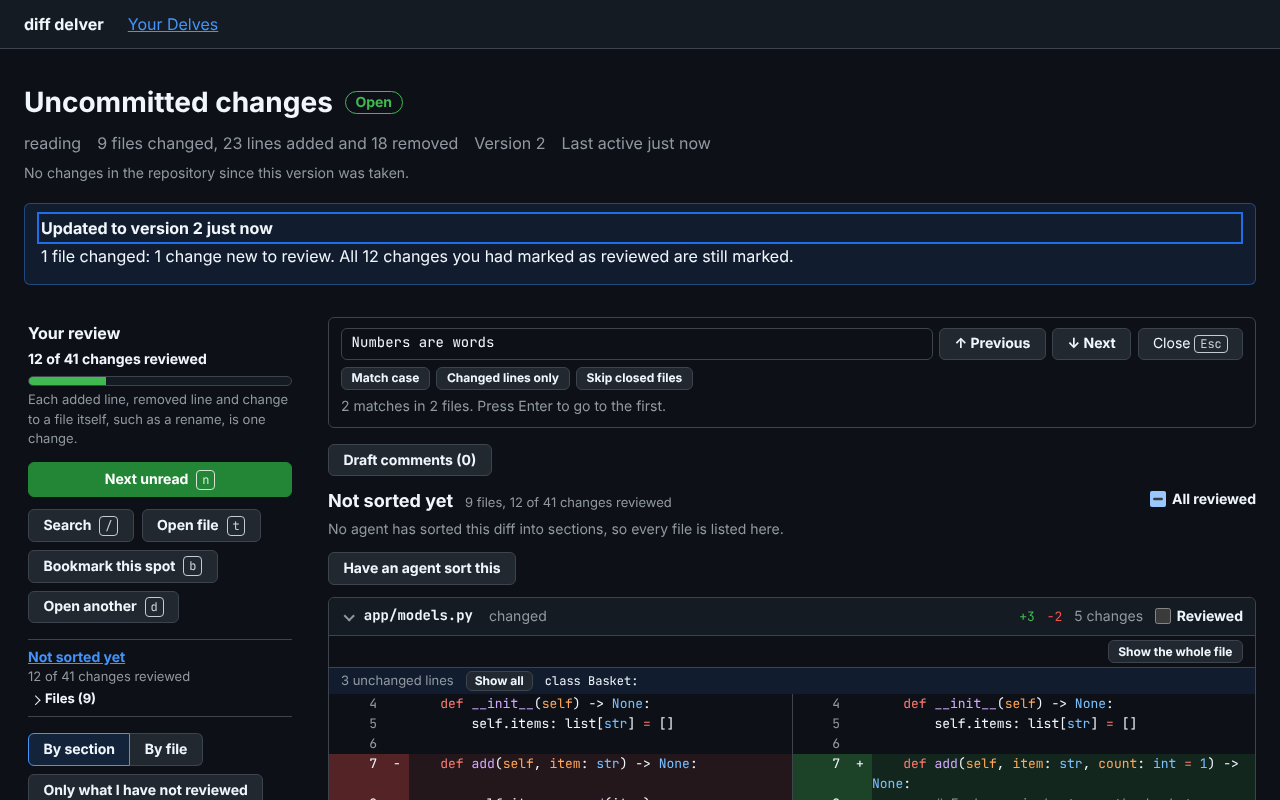 diff delver Your Delves
Uncommitted changes Open
reading 9 files changed, 23 lines added and 18 removed Version 2 Last active just now
No changes in the repository since this version was taken.
Updated to version 2 just now
1 file changed: 1 change new to review. All 12 changes you had marked as reviewed are still marked.
Your review
12 of 41 changes reviewed
Each added line, removed line and change
to a file itself, such as a rename, is one
change.
Next unread n
Search / Open file t
Bookmark this spot b
Open another d
Not sorted yet
12 of 41 changes reviewed
Files (9)
By section By file
Only what I have not reviewed
Numbers are words ↑ Previous ↓ Next Close Esc
Match case Changed lines only Skip closed files
2 matches in 2 files. Press Enter to go to the first.
Draft comments (0)
Not sorted yet 9 files, 12 of 41 changes reviewed All reviewed
No agent has sorted this diff into sections, so every file is listed here.
Have an agent sort this
app/models.py changed +3 -2 5 changes Reviewed
Show the whole file
3 unchanged lines Show all class Basket:
4 def __init__(self) -> None: 4 def __init__(self) -> None:
5 self.items: list[str] = [] 5 self.items: list[str] = []
6 6
7 - def add(self, item: str) -> None: 7 + def add(self, item: str, count: int = 1) ->
None: